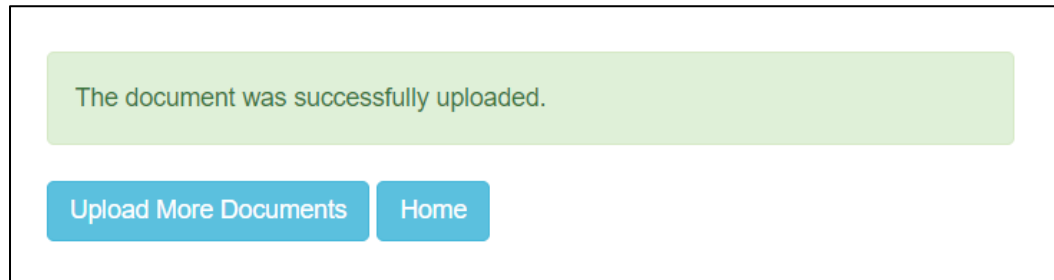 The document was successfully uploaded.
Upload More Documents Home